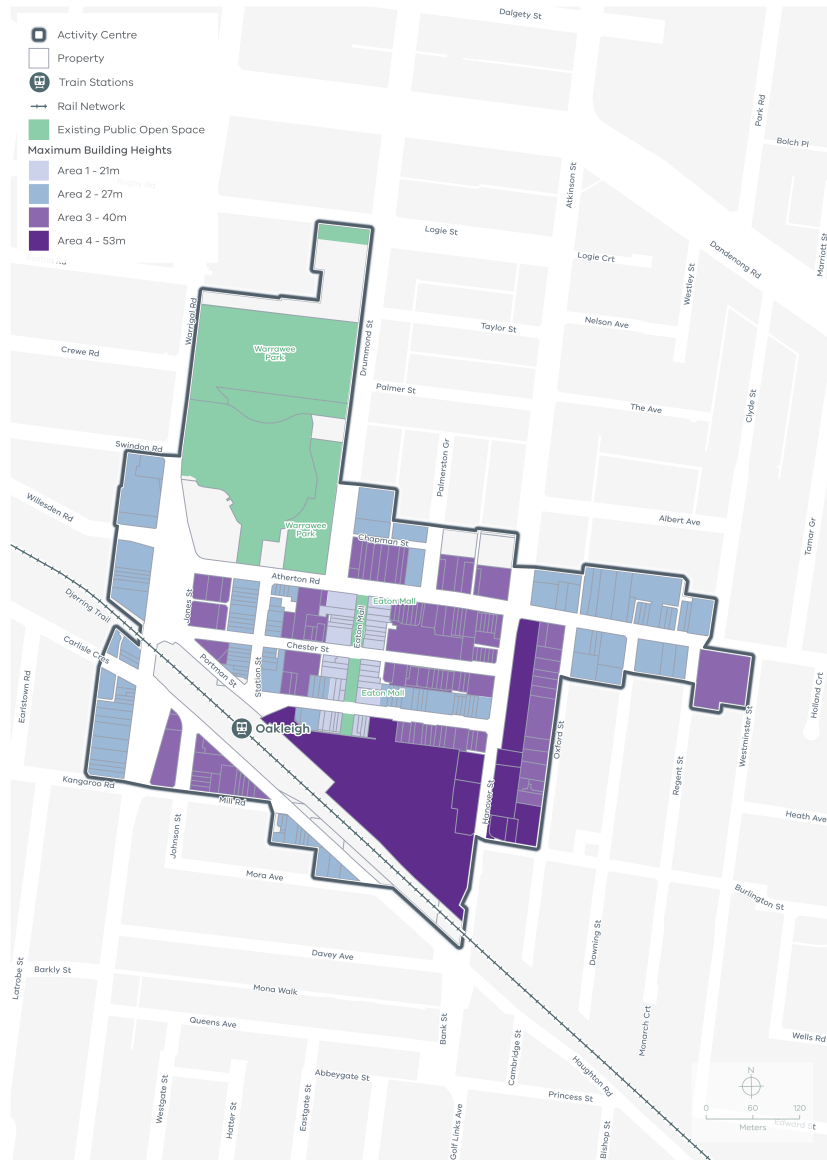 Dalgety St
Activity Centre
Property
Train Stations
Rail Network
Existing Public Open Space
Maximum Building Heights
Area 1 - 21m
Area 2 - 27m
Area 3 - 40m
Area 4 - 53m
Park Rd
Bolch Pl
Atkinson St
Logie St
Logie Crt
Dandenong Rd
Marriott St
Westley St
Warrigal Rd
Drummond St
Taylor St
Nelson Ave
Crewe Rd
Warrawee
Park
Palmer St
The Ave
Clyde St
Swindon Rd
Palmerston Gr
Willesden Rd
Albert Ave
Tamar Gr
Warrawee
Park
Chapman St
Atherton Rd
Jones St
Djerring Trail
Eaton Mall
Eaton Mall
Carlisle Cres
Chester St
Portman St
Station St
Eaton Mall
Earlstown Rd
Holland Crt
Oakleigh
Oxford St
Westminster St
Regent St
Kangaroo Rd
Mill Rd
Hanover St
Heath Ave
Johnson St
Mora Ave
Burlington St
Downing St
Davey Ave
Latrobe St
Barkly St
Mona Walk
Queens Ave
Bank St
Cambridge St
Monarch Crt
Wells Rd
Haughton Rd
Abbeygate St
Westgate St
Hatter St
Eastgate St
Golf Links Ave
Princess St
Bishop St
N
0 60 120
Meters
Edward St